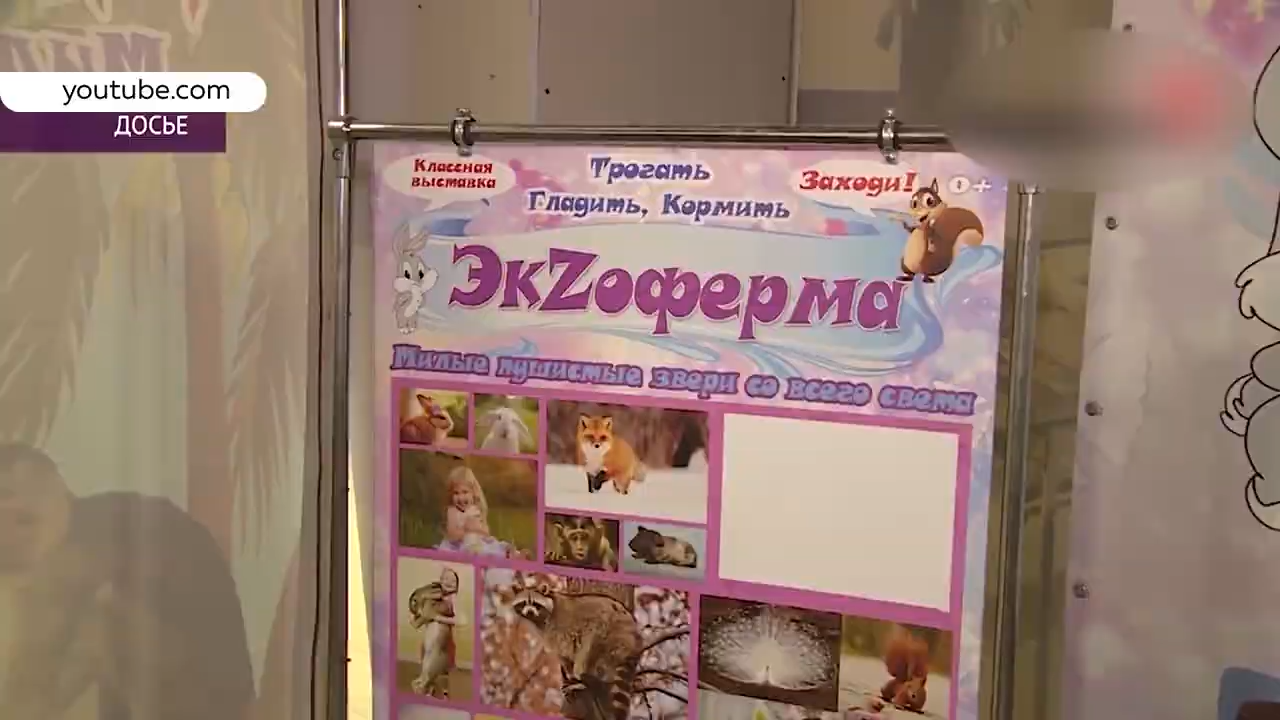 youtube.com
ДОСЬЕ
Классная
выставка
Трогать
Гладить, Кормить
Заходи!
0+
ЭкZоферма
Милые пушистые звери со всего света